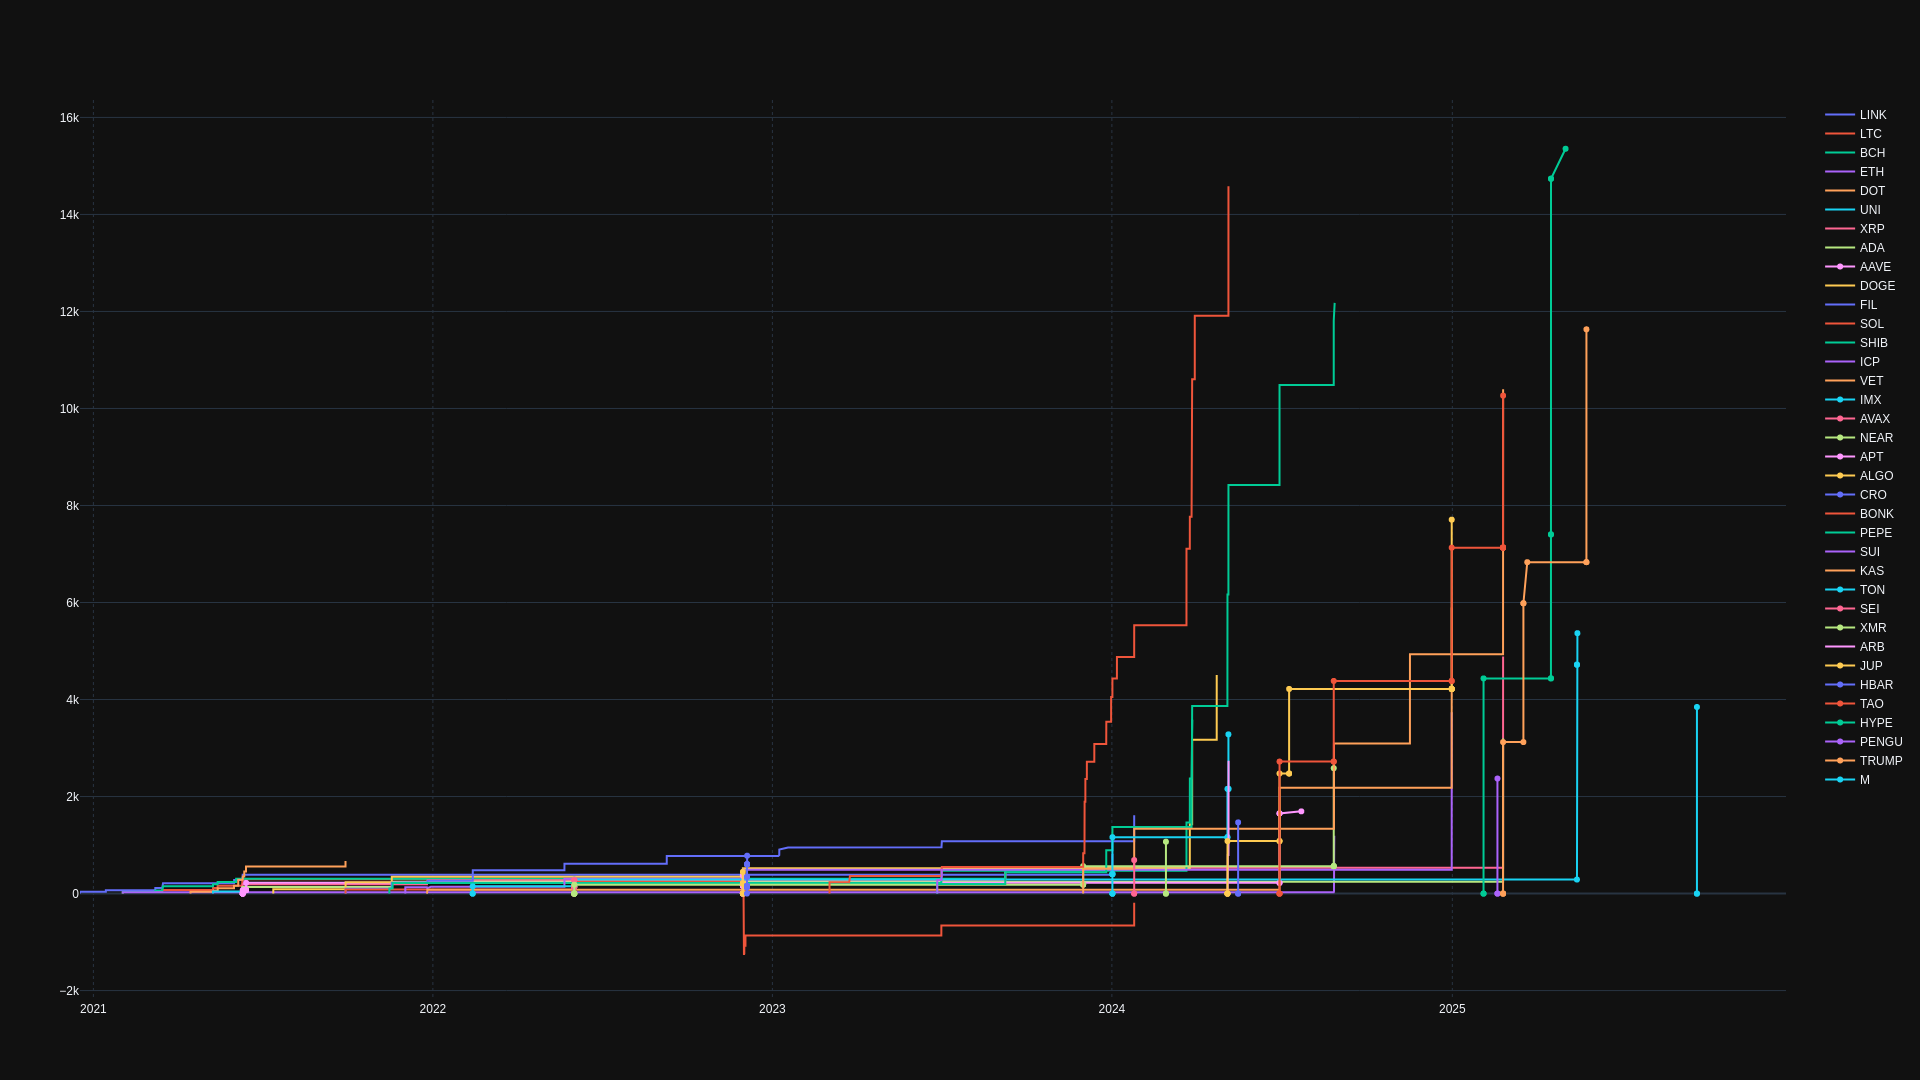 16k
14k
12k
10k
8k
6k
4k
2k
0
−2k
2021
2022
2023
2024
2025
LINK
LTC
BCH
ETH
DOT
UNI
XRP
ADA
AAVE
DOGE
FIL
SOL
SHIB
ICP
VET
IMX
AVAX
NEAR
APT
ALGO
CRO
BONK
PEPE
SUI
KAS
TON
SEI
XMR
ARB
JUP
HBAR
TAO
HYPE
PENGU
TRUMP
M